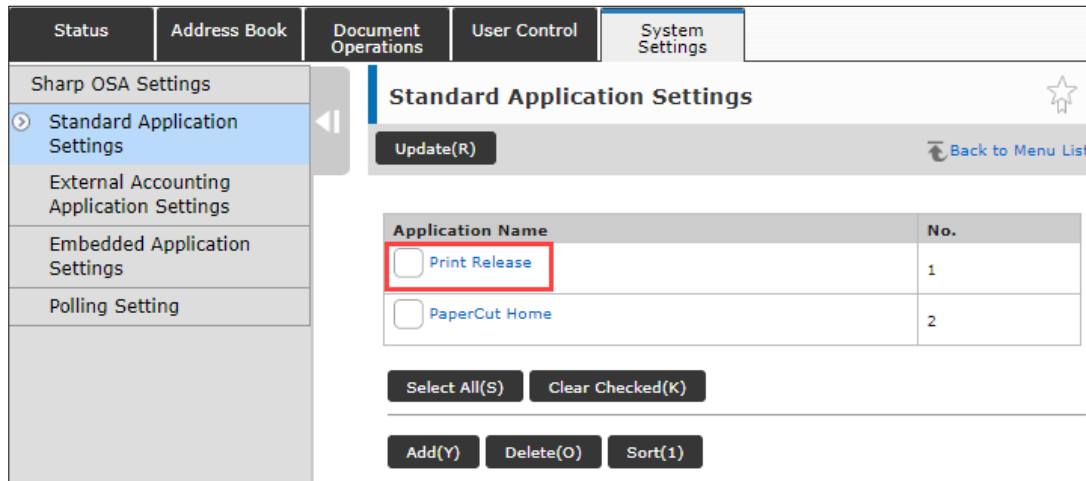 Status
Address Book
Document
Operations
User Control
System
Settings
Sharp OSA Settings
Standard Application
Settings
External Accounting
Application Settings
Embedded Application
Settings
Polling Setting
Standard Application Settings
Update(R)
Back to Menu List
Application Name No.
Print Release 1
PaperCut Home 2
Select All(S) Clear Checked(K)
Add(Y) Delete(O) Sort(1)